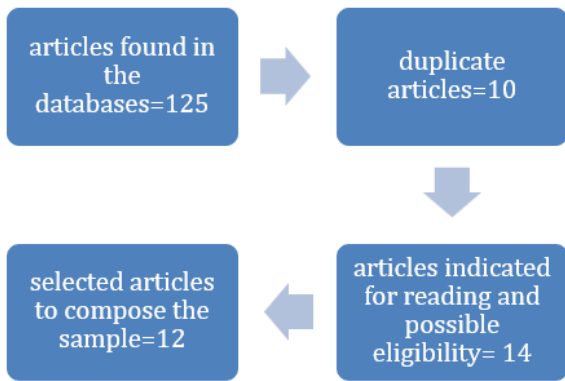 articles found in
the
databases=125
duplicate
articles=10
articles indicated
for reading and
possible
eligibility= 14
selected articles
to compose the
sample=12